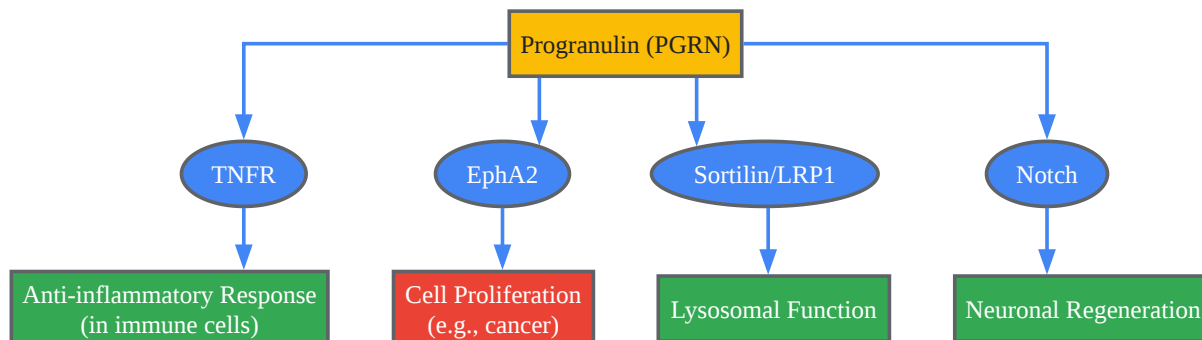 Progranulin (PGRN)
TNFR
EphA2
Sortilin/LRP1
Notch
Anti-inflammatory Response
(in immune cells)
Cell Proliferation
(e.g., cancer)
Lysosomal Function
Neuronal Regeneration